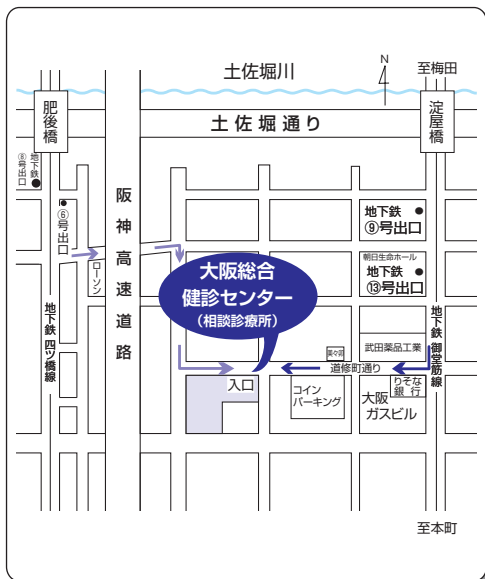 土佐堀川
N
至梅田
肥後橋
淀屋橋
土佐堀通り
地下鉄
⑧号出口
⑥号出口
阪神高速道路
地下鉄
⑨号出口
朝日生命ホール
地下鉄
⑬号出口
ローソン
大阪総合
健診センター
(相談診療所)
地下鉄 四ツ橋線
地下鉄 御堂筋線
武田薬品工業
道修町通り
入口
コイン
パーキング
りそな
銀行
大阪
ガスビル
至本町